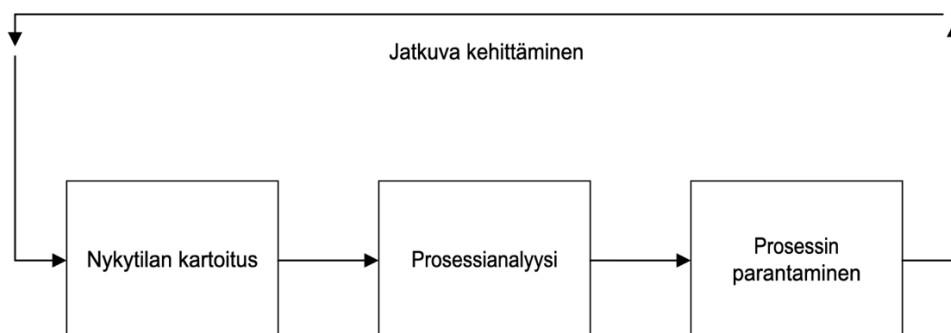 Jatkuva kehittäminen
Nykytilan kartoitus
Prosessianalyysi
Prosessin
parantaminen